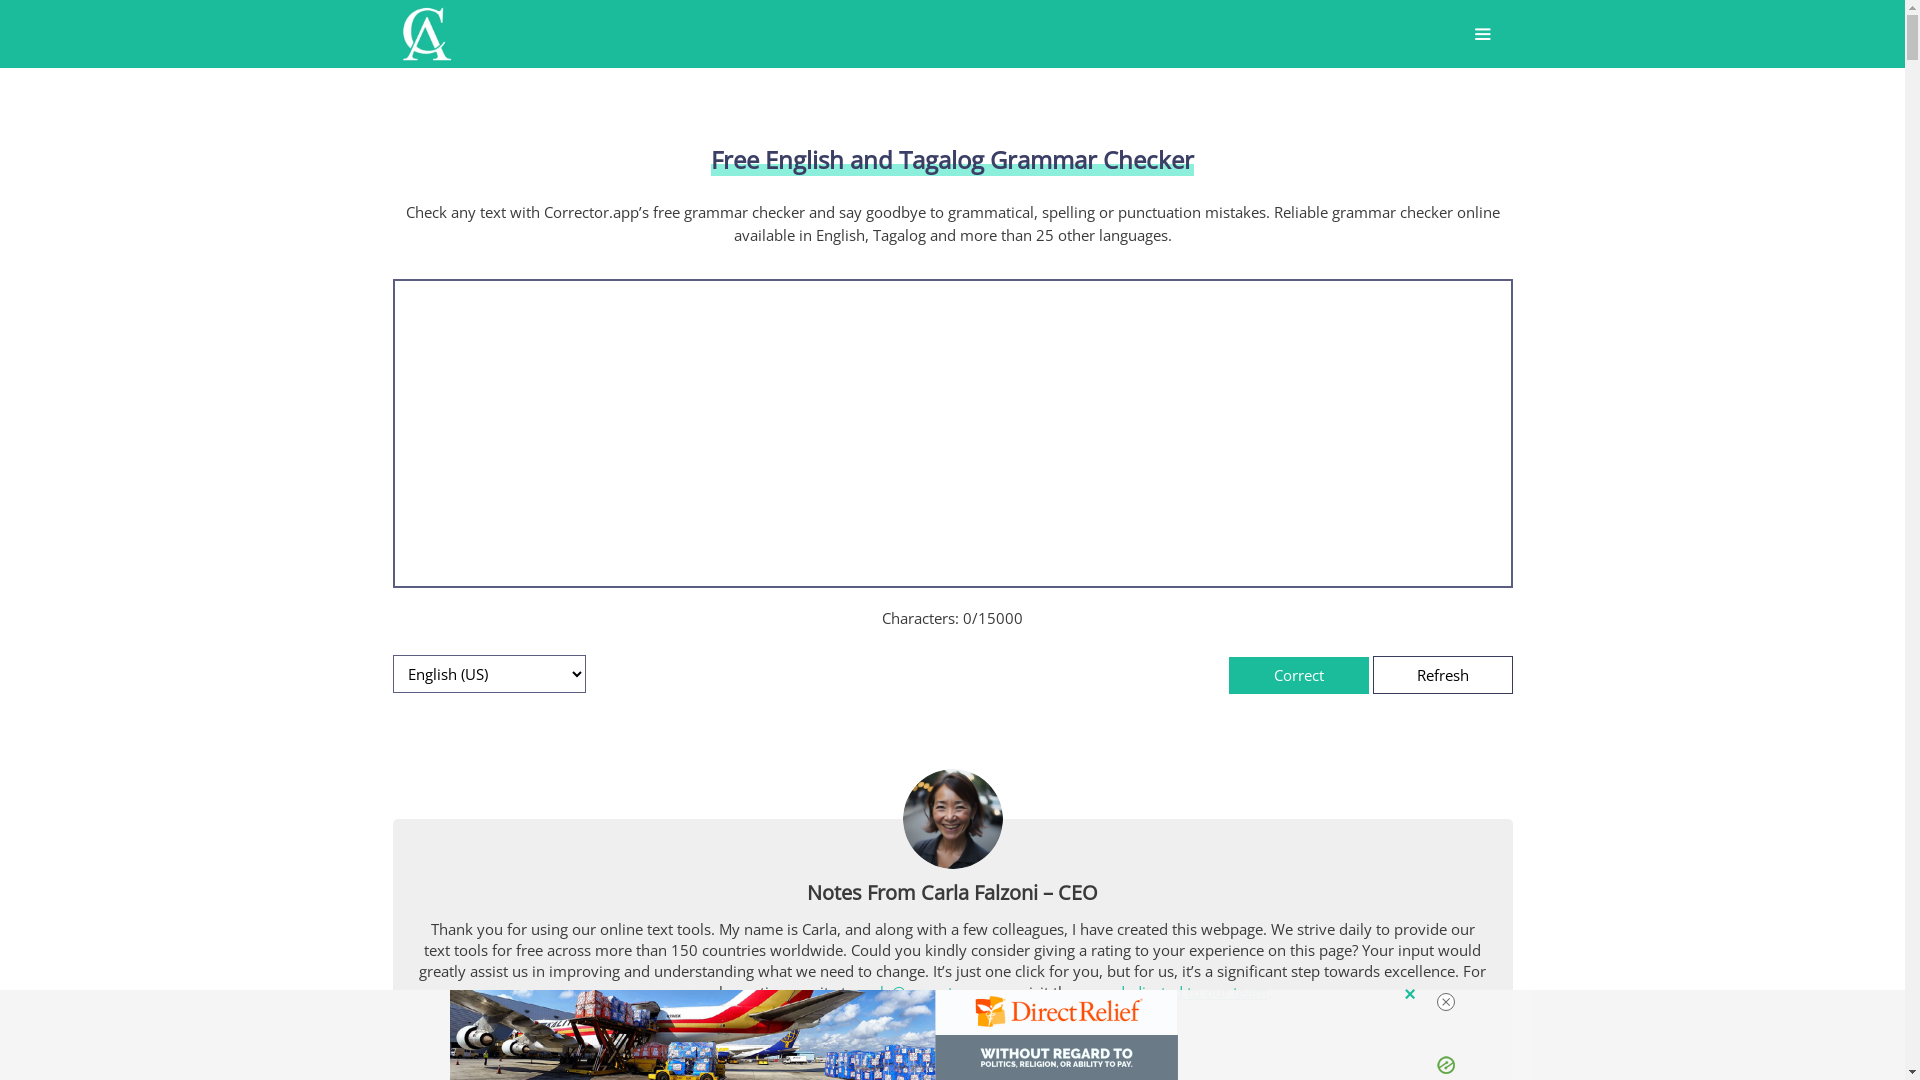 CA
Free English and Tagalog Grammar Checker
Check any text with Corrector.app’s free grammar checker and say goodbye to grammatical, spelling or punctuation mistakes. Reliable grammar checker online
available in English, Tagalog and more than 25 other languages.
Characters: 0/15000
English (US)
Correct
Refresh
Notes From Carla Falzoni – CEO
Thank you for using our online text tools. My name is Carla, and along with a few colleagues, I have created this webpage. We strive daily to provide our
text tools for free across more than 150 countries worldwide. Could you kindly consider giving a rating to your experience on this page? Your input would
greatly assist us in improving and understanding what we need to change. It’s just one click for you, but for us, it’s a significant step towards excellence. For
DirectRelief
WITHOUT REGARD TO
POLITICS, RELIGION, OR ABILITY TO PAY.